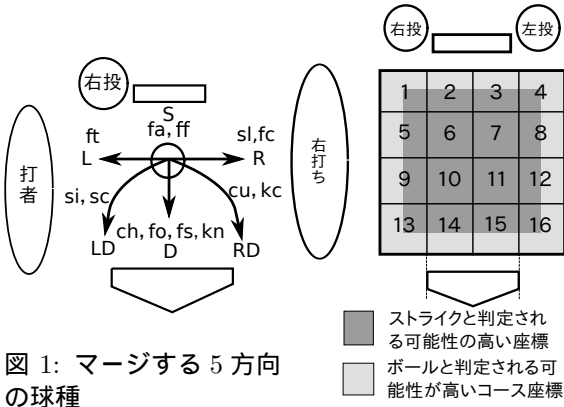 右投
S
fa, ff
ft
L
sl,fc
R
打者
si, sc
cu, kc
ch, fo, fs, kn
LD
D
RD
図 1: マージする 5 方向
の球種
右投
左投
右打ち
1 2 3 4
5 6 7 8
9 10 11 12
13 14 15 16
ストライクと判定され
る可能性の高い座標
ボールと判定される可
能性が高いコース座標